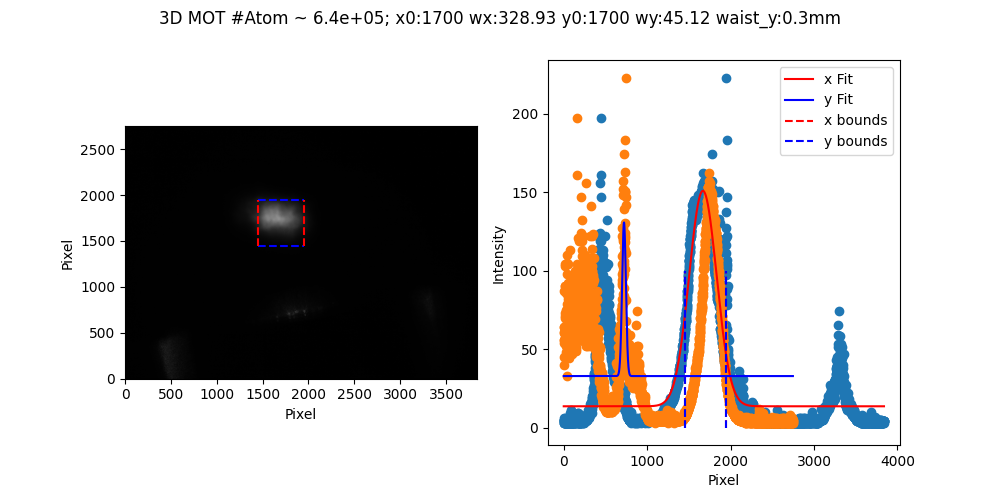 3D MOT #Atom ~ 6.4e+05; x0:1700 wx:328.93 y0:1700 wy:45.12 waist_y:0.3mm
Pixel
2500
2000
1500
1000
500
0
0 500 1000 1500 2000 2500 3000 3500
Pixel
Intensity
200
150
100
50
0
0 1000 2000 3000 4000
Pixel
x Fit
y Fit
x bounds
y bounds